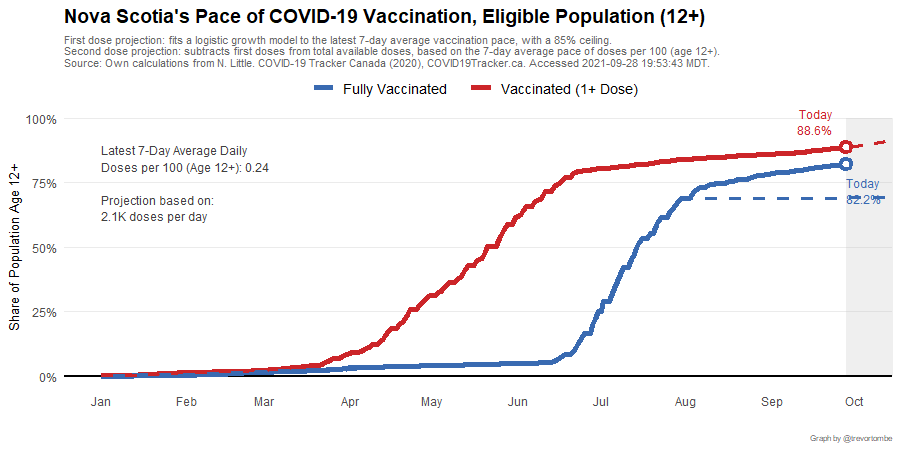 Nova Scotia's Pace of COVID-19 Vaccination, Eligible Population (12+)
First dose projection: fits a logistic growth model to the latest 7-day average vaccination pace, with a 85% ceiling.
Second dose projection: subtracts first doses from total available doses, based on the 7-day average pace of doses per 100 (age 12+).
Source: Own calculations from N. Little. COVID-19 Tracker Canada (2020), COVID19Tracker.ca. Accessed 2021-09-28 19:53:43 MDT.
Fully Vaccinated
Vaccinated (1+ Dose)
Share of Population Age 12+
100%
75%
50%
25%
0%
Latest 7-Day Average Daily
Doses per 100 (Age 12+): 0.24
Projection based on:
2.1K doses per day
Today
88.6%
Today
82.2%
Jan
Feb
Mar
Apr
May
Jun
Jul
Aug
Sep
Oct
Graph by @trevortombe